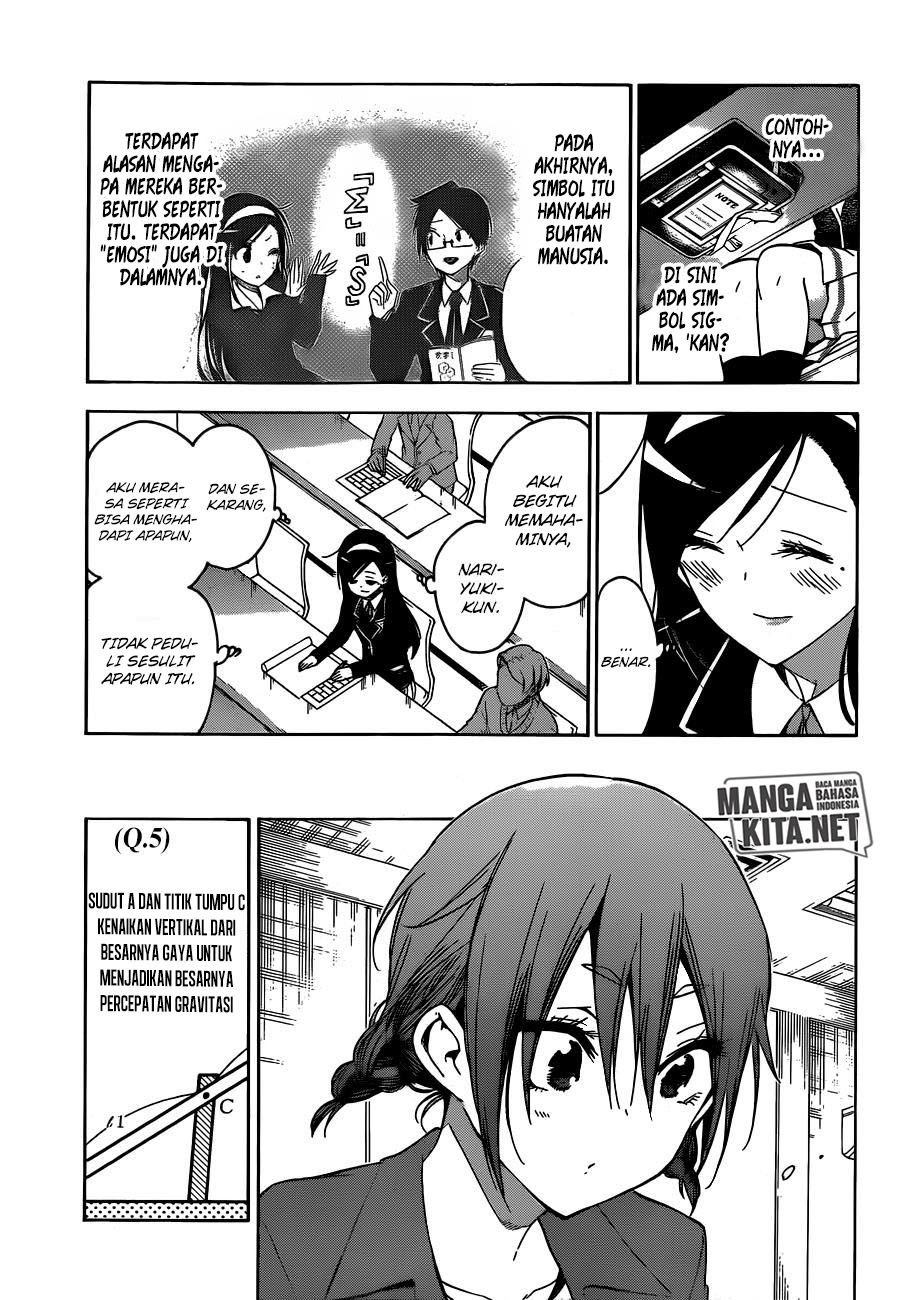 CONTOH-
NYA...
NOTE
DI SINI
ADA SIM-
BOL SIG-
MA, 'KAN?
PADA
AKHIRNYA,
SIMBOL ITU
HANYALAH
BUATAN
MANUSIA.
TERDAPAT
ALASAN MENGA-
PA MEREKA BER-
BENTUK SEPERTI
ITU. TERDAPAT
"EMOSI" JUGA DI
DALAMNYA.
...
BENAR.
AKU
BEGITU
MEMAHA-
MINYA,
NARI-
YUKI-
KUN.
DAN SE-
KARANG,
AKU MERA-
SA SEPERTI
BISA MENGHA-
DAPI APAPUN,
TIDAK PEDU-
LI SESULIT
APAPUN ITU.
MANGA
KITA.NET
BACA MANGA
BAHASA
INDONESIA
(Q.5)
SUDUT A DAN TITIK TUMPU C
KENAIKAN VERTIKAL DARI
BESARNYA GAYA UNTUK
MENJADIKAN BESARNYA
PERCEPATAN GRAVITASI
C
ℓ1